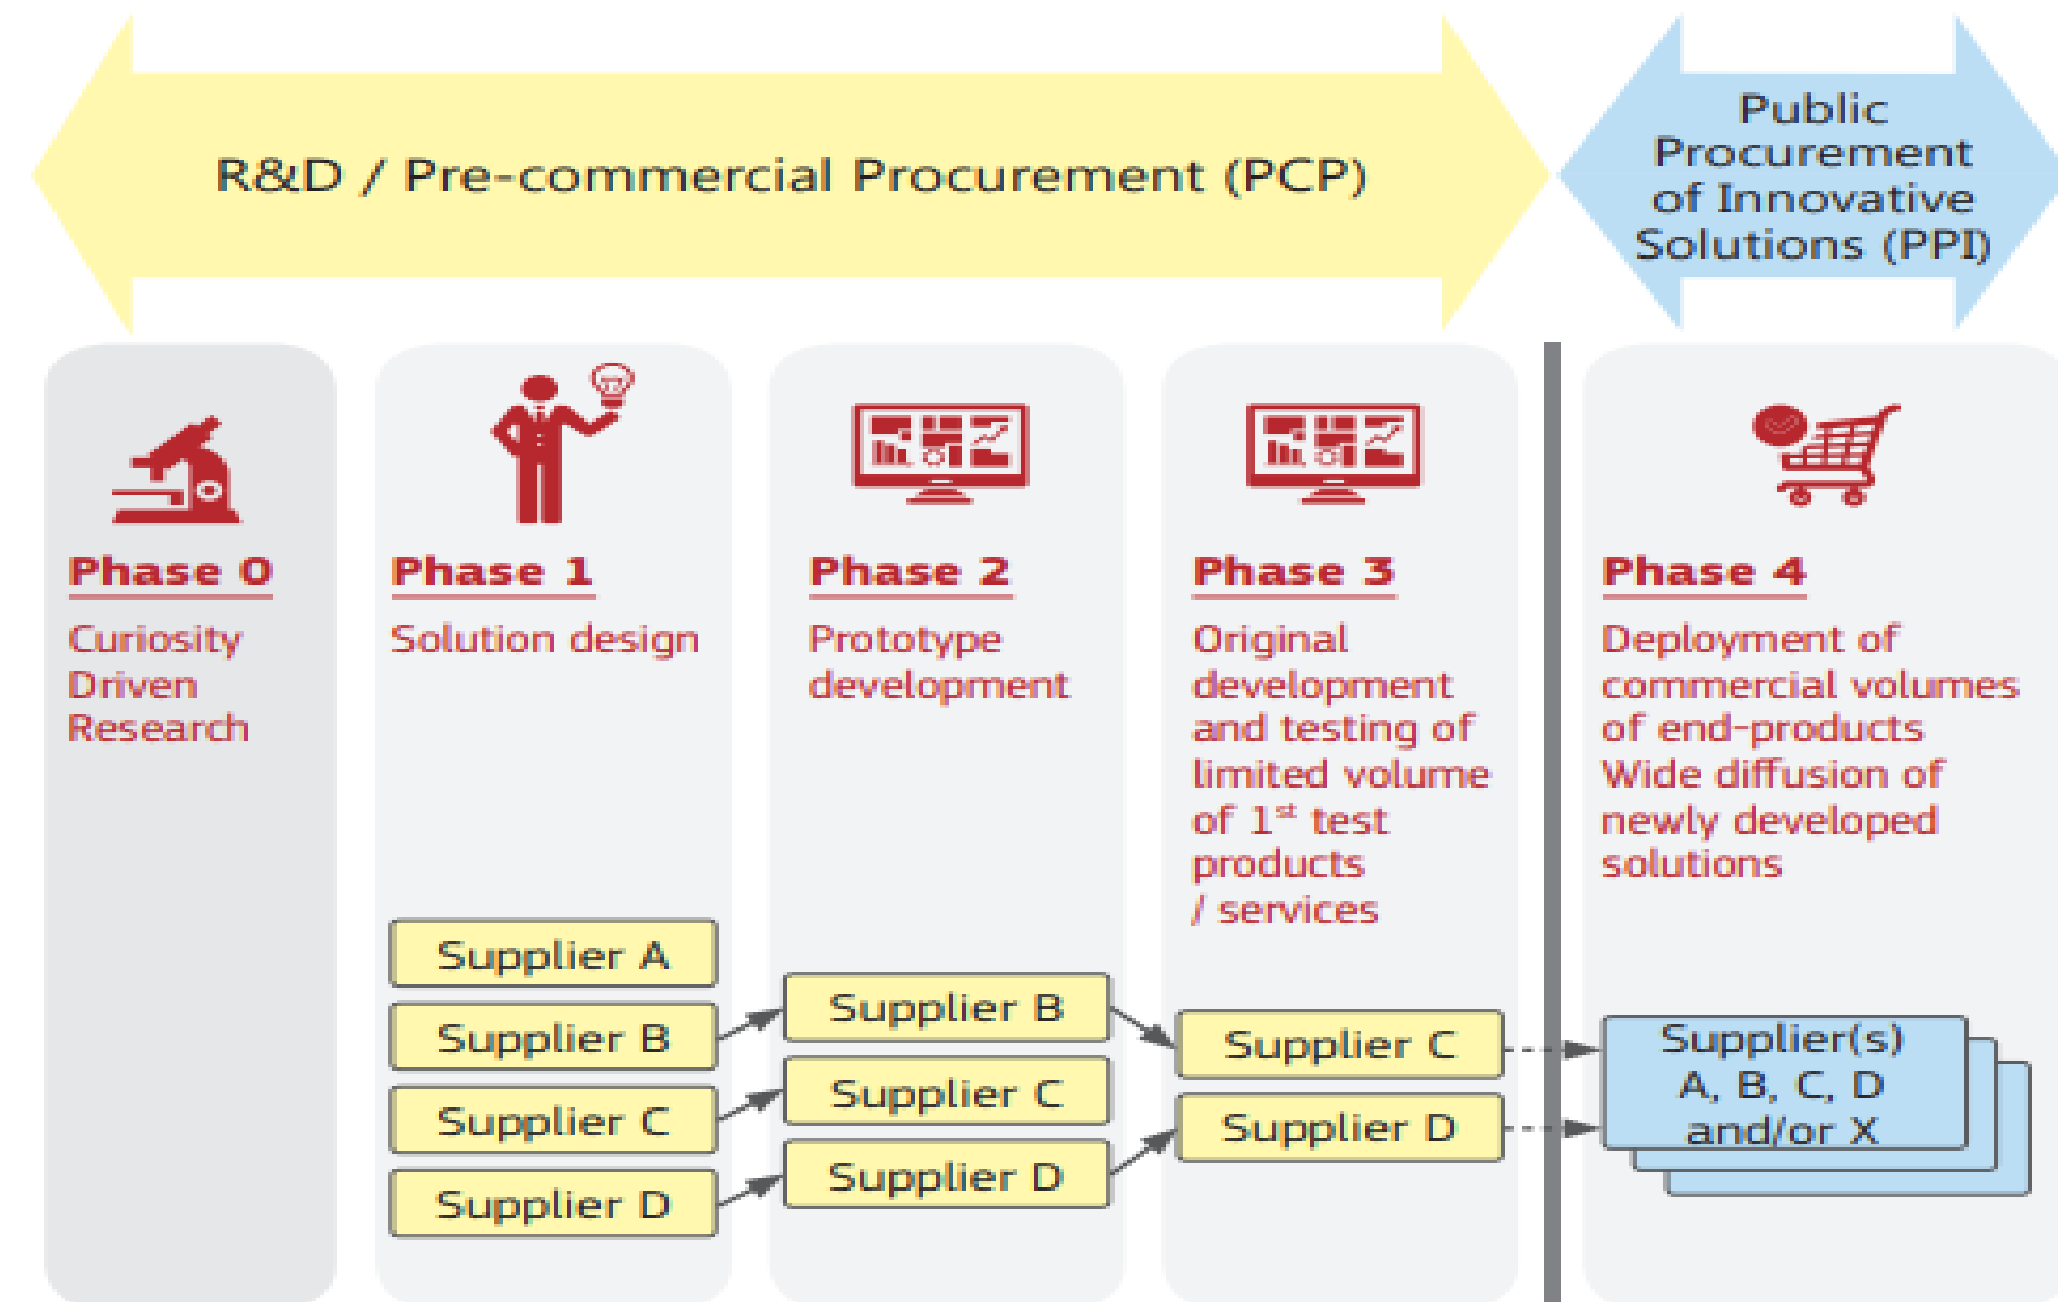 R&D / Pre-commercial Procurement (PCP)
Public
Procurement
of Innovative
Solutions (PPI)
Phase 0
Curiosity
Driven
Research
Phase 1
Solution design
Supplier A
Supplier B
Supplier C
Supplier D
Phase 2
Prototype
development
Supplier B
Supplier C
Supplier D
Phase 3
Original
development
and testing of
limited volume
of 1st test
products
/ services
Supplier C
Supplier D
Phase 4
Deployment of
commercial volumes
of end-products
Wide diffusion of
newly developed
solutions
Supplier(s)
A, B, C, D
and/or X